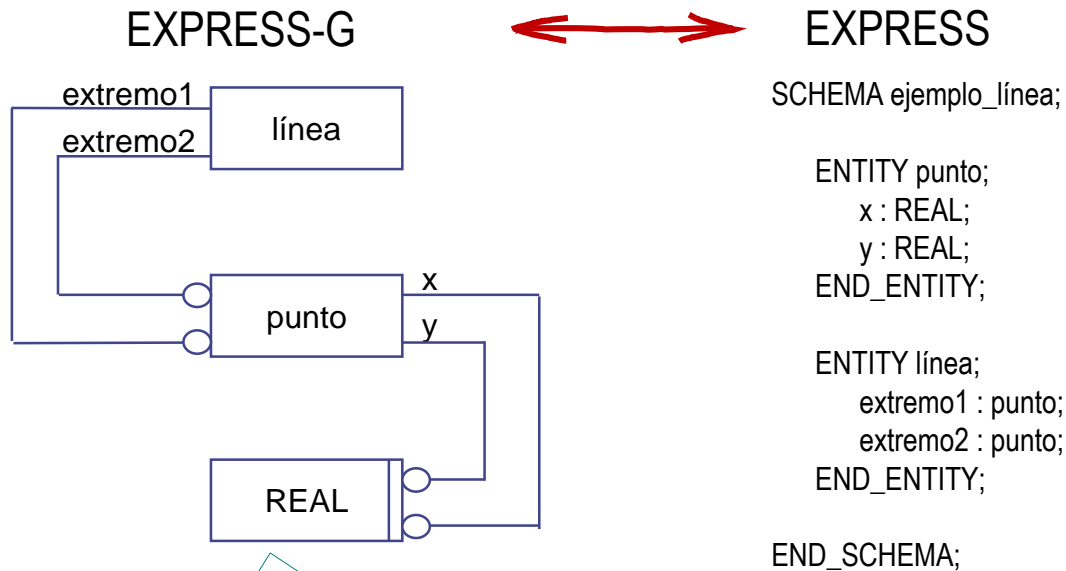 EXPRESS-G
EXPRESS
extremo1
línea
extremo2
x
punto
y
REAL
SCHEMA ejemplo_línea;
ENTITY punto;
x : REAL;
y : REAL;
END_ENTITY;
ENTITY línea;
extremo1 : punto;
extremo2 : punto;
END_ENTITY;
END_SCHEMA;